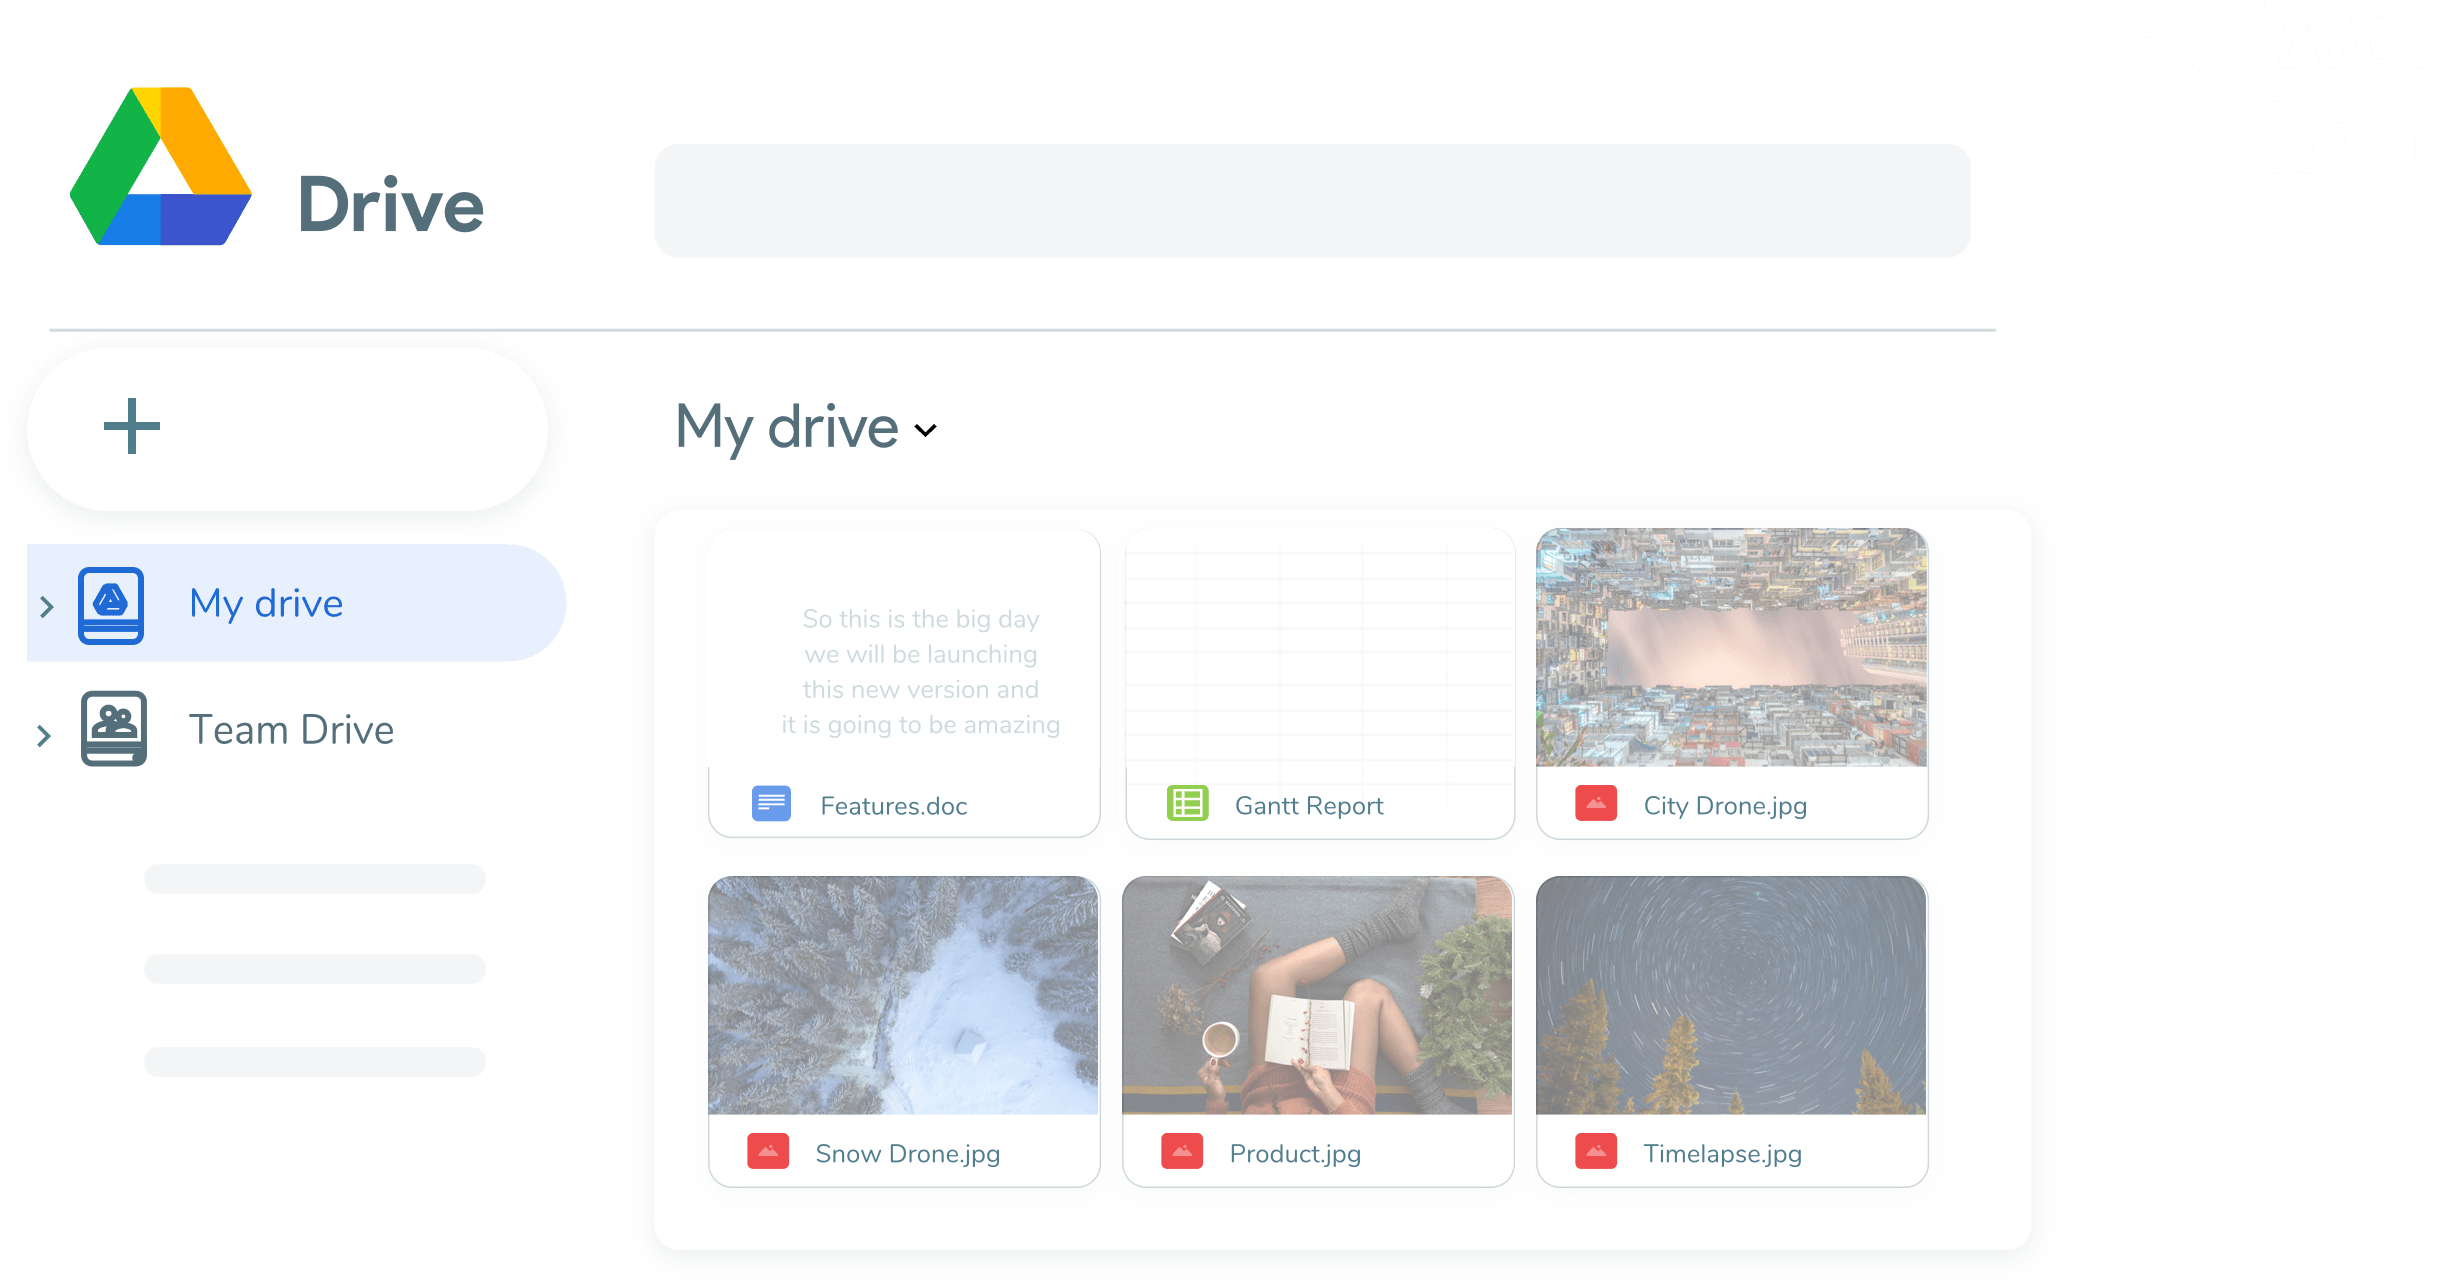 Drive
My drive
My drive
Team Drive
So this is the big day
we will be launching
this new version and
it is going to be amazing
Features.doc
Gantt Report
City Drone.jpg
Snow Drone.jpg
Product.jpg
Timelapse.jpg